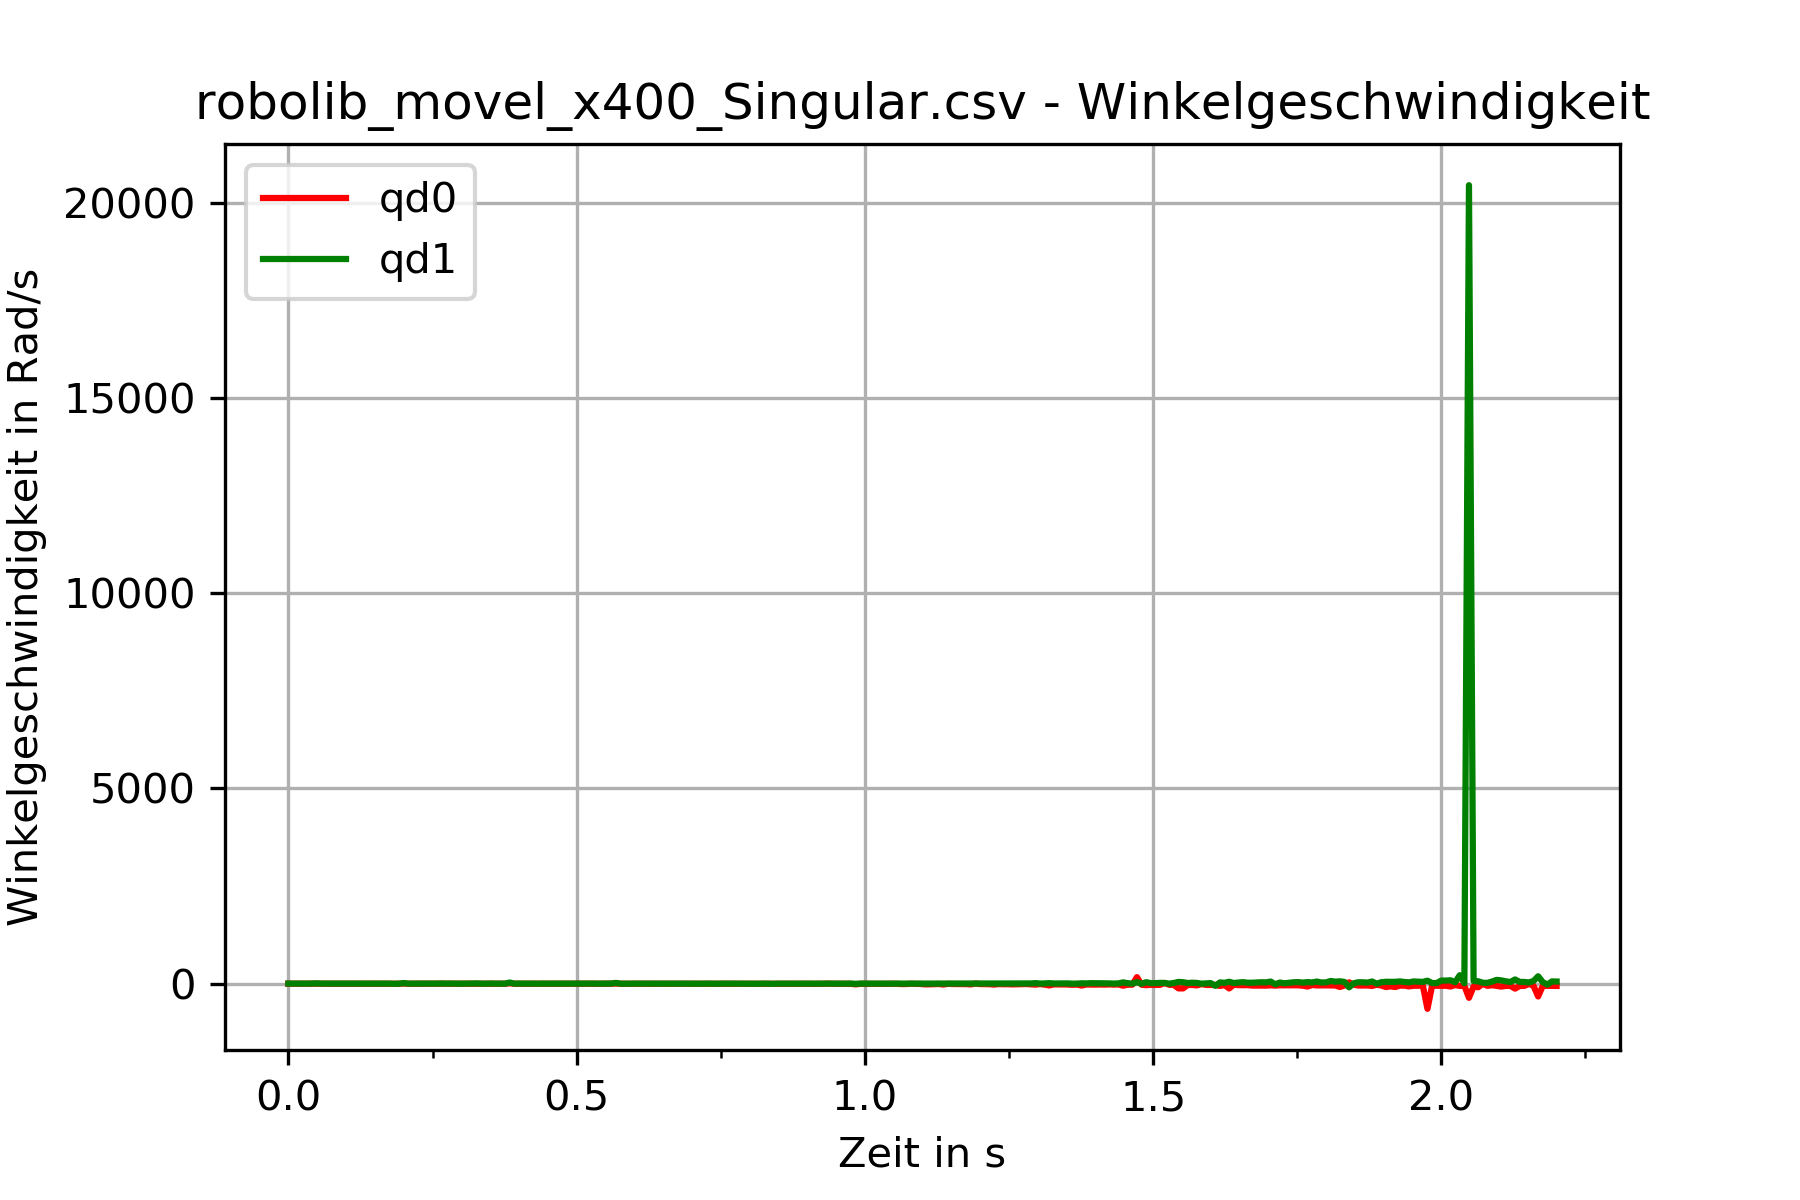 robolib_movel_x400_Singular.csv - Winkelgeschwindigkeit
qd0
qd1
Winkelgeschwindigkeit in Rad/s
20000
15000
10000
5000
0
0.0 0.5 1.0 1.5 2.0
Zeit in s